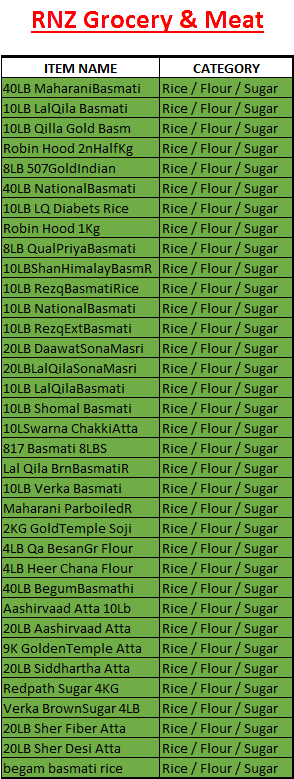 RNZ Grocery & Meat
ITEM NAME CATEGORY
40LB MaharaniBasmati Rice / Flour / Sugar
10LB LalQila Basmati Rice / Flour / Sugar
10LB Qilla Gold Basm Rice / Flour / Sugar
Robin Hood 2nHalfKg Rice / Flour / Sugar
8LB 507GoldIndian Rice / Flour / Sugar
40LB NationalBasmati Rice / Flour / Sugar
10LB LQ Diabets Rice Rice / Flour / Sugar
Robin Hood 1Kg Rice / Flour / Sugar
8LB QualPriyaBasmati Rice / Flour / Sugar
10LBShanHimalayBasmR Rice / Flour / Sugar
10LB RezqBasmatiRice Rice / Flour / Sugar
10LB NationalBasmati Rice / Flour / Sugar
10LB RezqExtBasmati Rice / Flour / Sugar
20LB DaawatSonaMasri Rice / Flour / Sugar
20LBLalQilaSonaMasri Rice / Flour / Sugar
10LB LalQilaBasmati Rice / Flour / Sugar
10LB Shomal Basmati Rice / Flour / Sugar
10LSwarna ChakkiAtta Rice / Flour / Sugar
817 Basmati 8LBS Rice / Flour / Sugar
Lal Qila BrnBasmatiR Rice / Flour / Sugar
10LB Verka Basmati Rice / Flour / Sugar
Maharani ParboiledR Rice / Flour / Sugar
2KG GoldTemple Soji Rice / Flour / Sugar
4LB Qa BesanGr Flour Rice / Flour / Sugar
4LB Heer Chana Flour Rice / Flour / Sugar
40LB BegumBasmathi Rice / Flour / Sugar
Aashirvaad Atta 10Lb Rice / Flour / Sugar
20LB Aashirvaad Atta Rice / Flour / Sugar
9K GoldenTemple Atta Rice / Flour / Sugar
20LB Siddhartha Atta Rice / Flour / Sugar
Redpath Sugar 4KG Rice / Flour / Sugar
Verka BrownSugar 4LB Rice / Flour / Sugar
20LB Sher Fiber Atta Rice / Flour / Sugar
20LB Sher Desi Atta Rice / Flour / Sugar
begam basmati rice Rice / Flour / Sugar